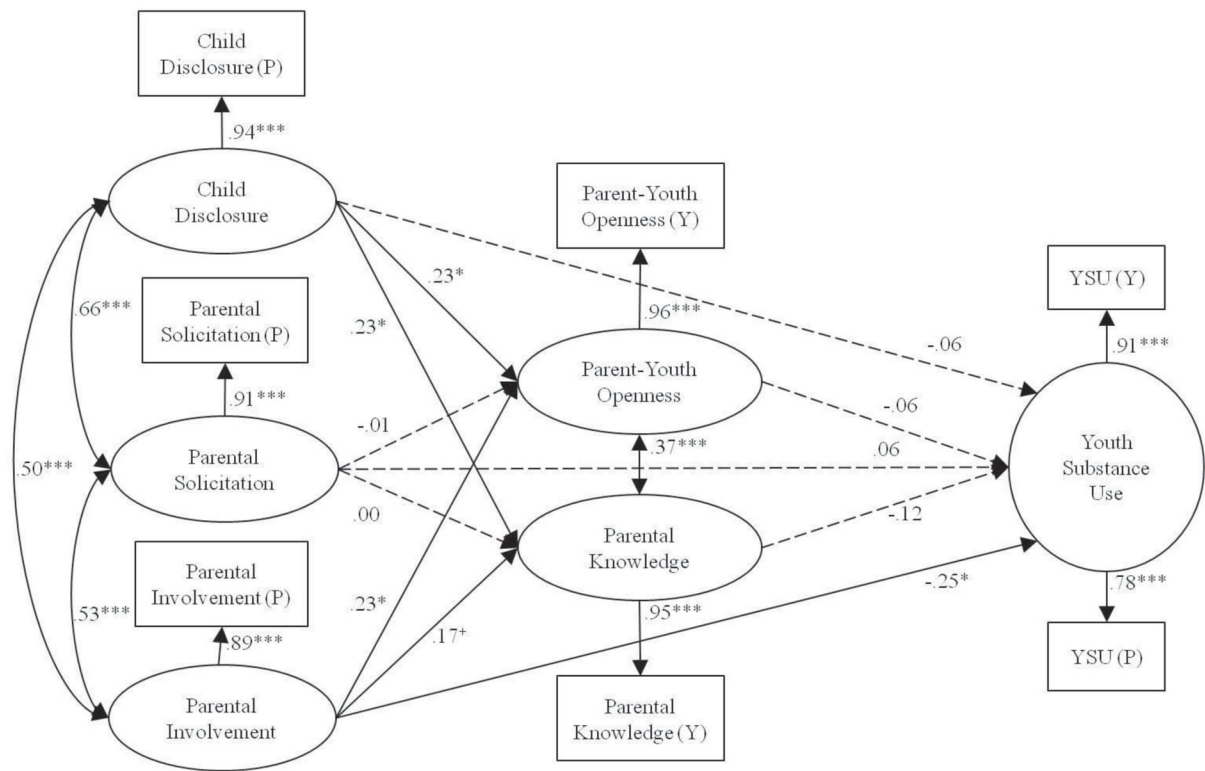 Child
Disclosure (P)
.94***
Child
Disclosure
Parent-Youth
Openness (Y)
.23*
YSU (Y)
.66***
Parental
Solicitation (P)
.23*
.96***
-.06
.91***
Parent-Youth
Openness
.91***
-.01
-.06
.37***
.06
Youth
Substance
Use
Parental
Solicitation
.50***
.00
-.12
Parental
Knowledge
Parental
Involvement (P)
.53***
.23*
.95***
-.25*
.78***
.17+
.89***
YSU (P)
Parental
Involvement
Parental
Knowledge (Y)